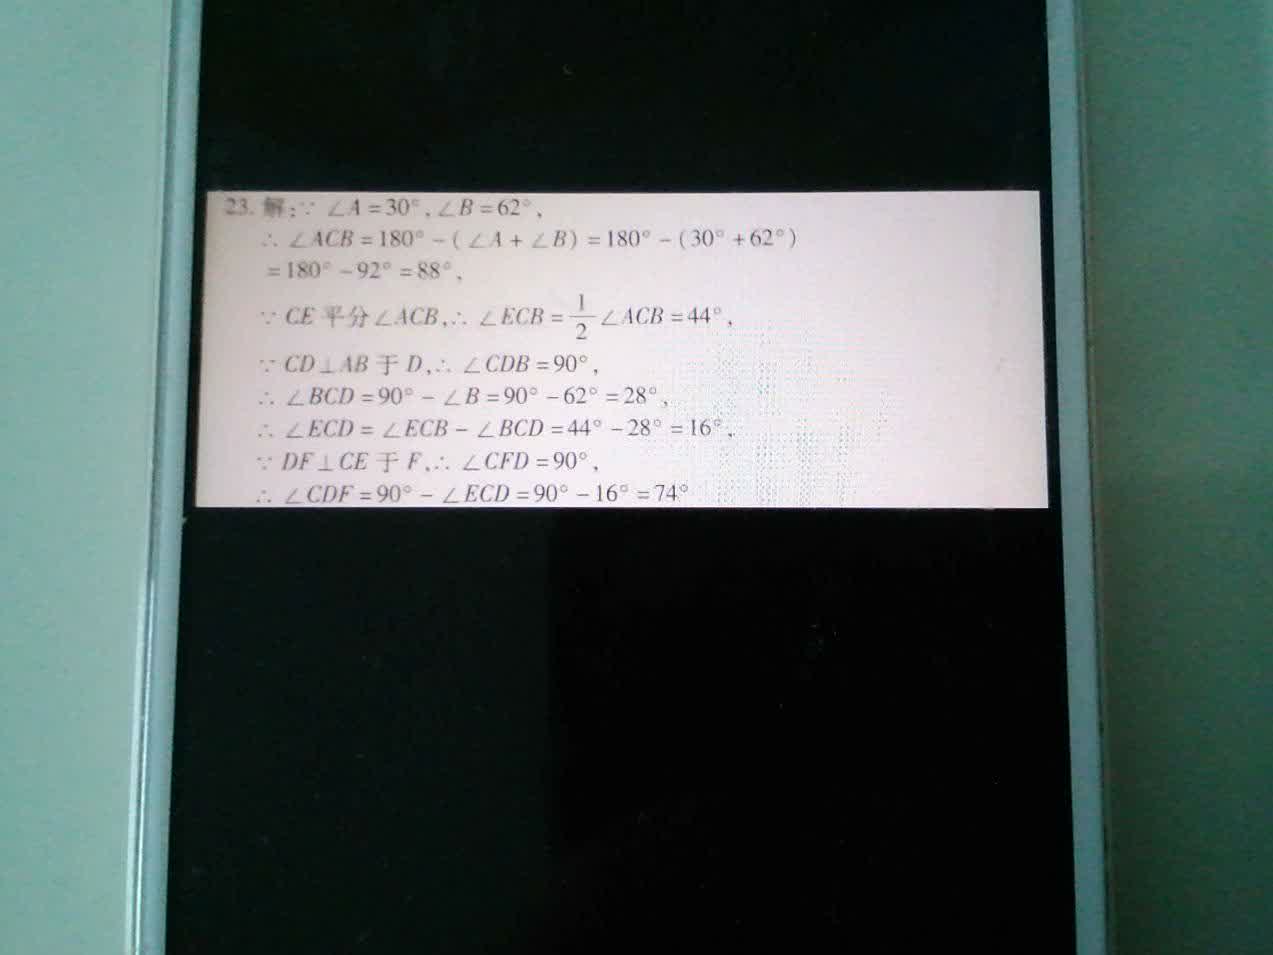 23. 解:∵ ∠A=30°,∠B=62°,
∴ ∠ACB=180°-(∠A+∠B)=180°-(30°+62°)
=180°-92°=88°,
∵ CE 平分∠ACB,∴ ∠ECB=1/2∠ACB=44°,
∵ CD⊥AB 于 D,∴ ∠CDB=90°,
∴ ∠BCD=90°-∠B=90°-62°=28°,
∴ ∠ECD=∠ECB-∠BCD=44°-28°=16°,
∵ DF⊥CE 于 F,∴ ∠CFD=90°,
∴ ∠CDF=90°-∠ECD=90°-16°=74°